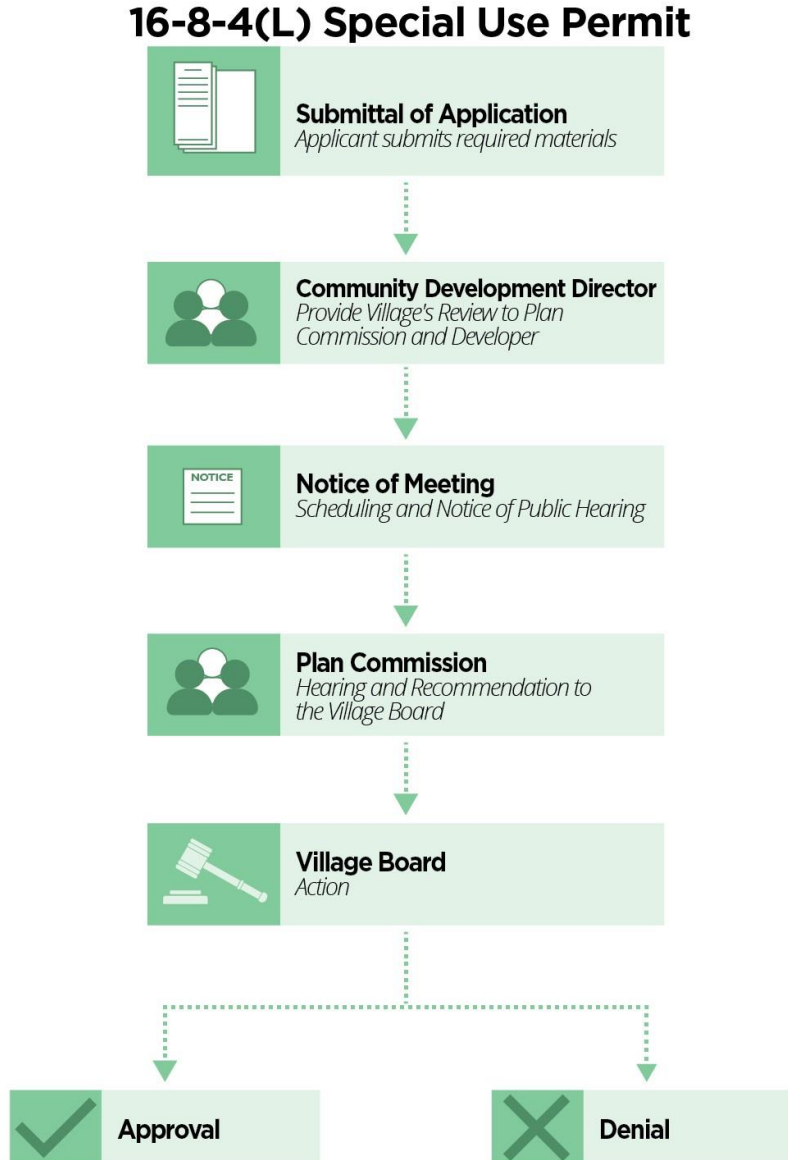 16-8-4(L) Special Use Permit
Submittal of Application
Applicant submits required materials
Community Development Director
Provide Village's Review to Plan
Commission and Developer
NOTICE
Notice of Meeting
Scheduling and Notice of Public Hearing
Plan Commission
Hearing and Recommendation to
the Village Board
Village Board
Action
Approval
Denial